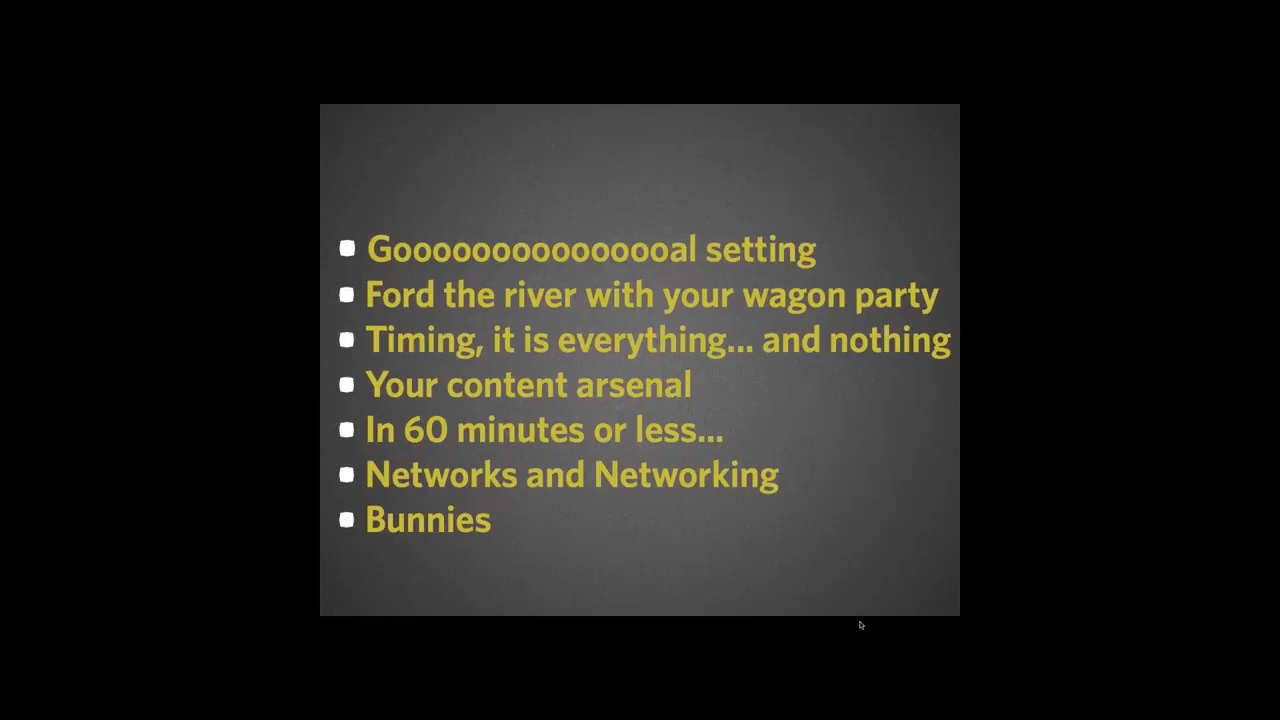 Gooooooooooooooal setting
Ford the river with your wagon party
Timing, it is everything... and nothing
Your content arsenal
In 60 minutes or less...
Networks and Networking
Bunnies